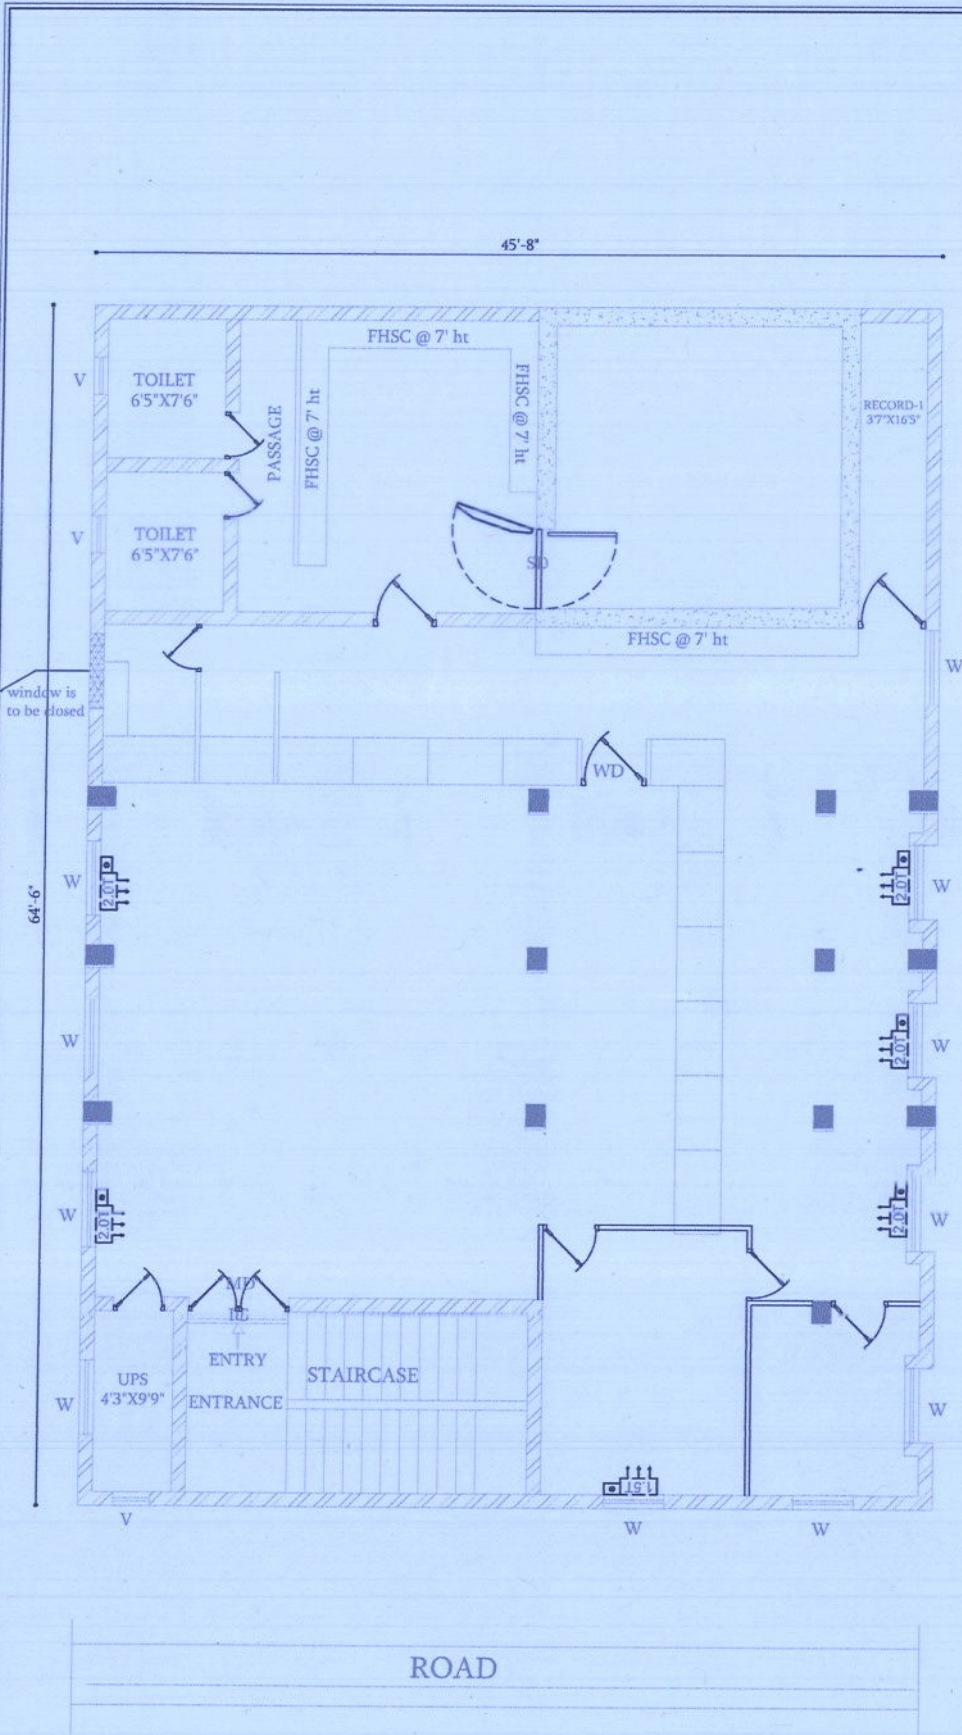 45'-8"
FHSC @ 7' ht
V
TOILET
6'5"X7'6"
PASSAGE
FHSC @ 7' ht
FHSC @ 7' ht
RECORD-1
3'7"X16'5"
V
TOILET
6'5"X7'6"
SD
FHSC @ 7' ht
W
window is
to be closed
WD
64'-6"
W
2.0T
2.0T
W
W
2.0T
W
W
2.0T
2.0T
W
MD
ENTRY
STAIRCASE
UPS
4'3"X9'9"
ENTRANCE
W
W
1.5T
V
W
W
ROAD